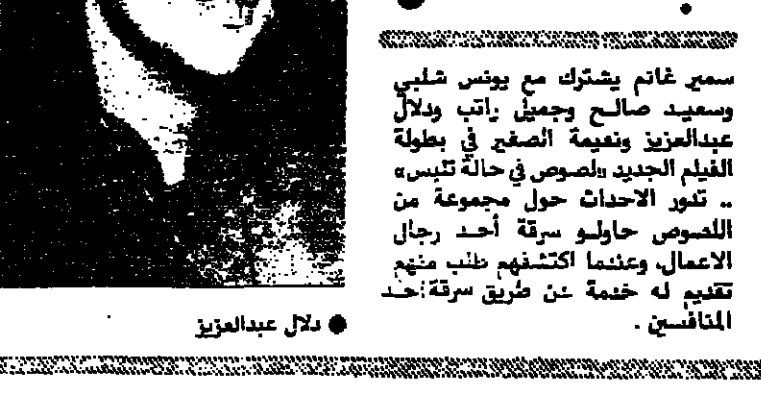 سمير غانم يشترك مع يونس شلبي
وسعيد صالح وجميل راتب ودلال
عبدالعزيز ونعيمة الصغير في بطولة
الفيلم الجديد «لصوص في حالة تلبس»
.. تدور الاحداث حول مجموعة من
اللصوص حاولو سرقة أحد رجال
الاعمال، وعندما اكتشفهم طلب منهم
تقديم له خدمة عن طريق سرقة احد
المنافسين .
● دلال عبدالعزيز